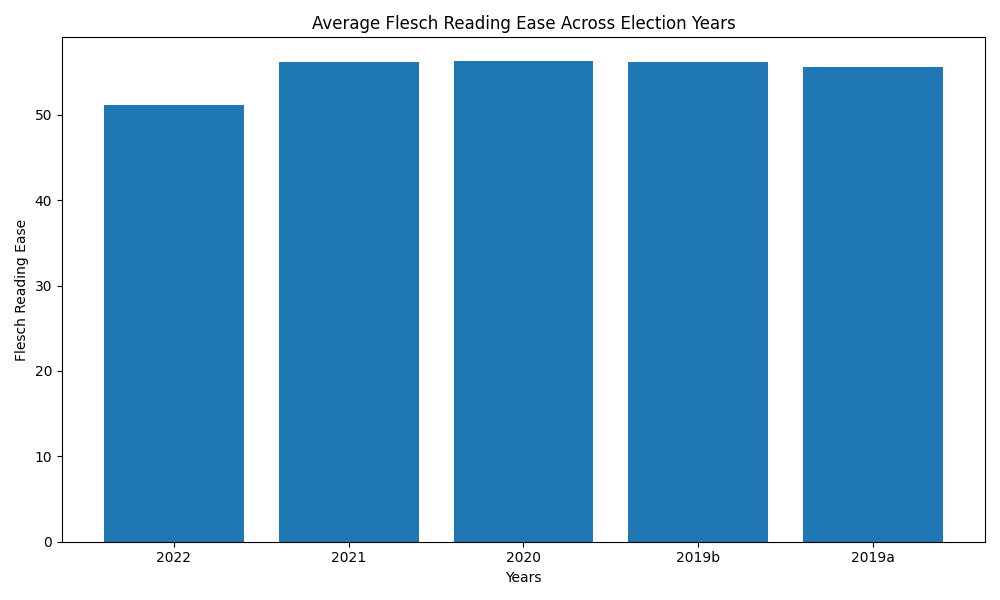 Average Flesch Reading Ease Across Election Years
Flesch Reading Ease
50
40
30
20
10
0
2022 2021 2020 2019b 2019a
Years